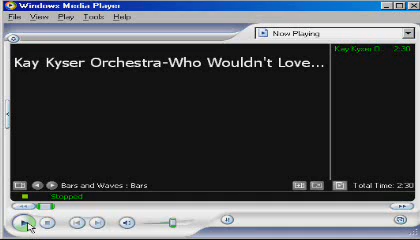 Windows Media Player
File View Play Tools Help
Now Playing
Kay Kyser Orchestra-Who Wouldn't Love...
Kay Kyser O... 2:30
Bars and Waves : Bars
Total Time: 2:30
Stopped